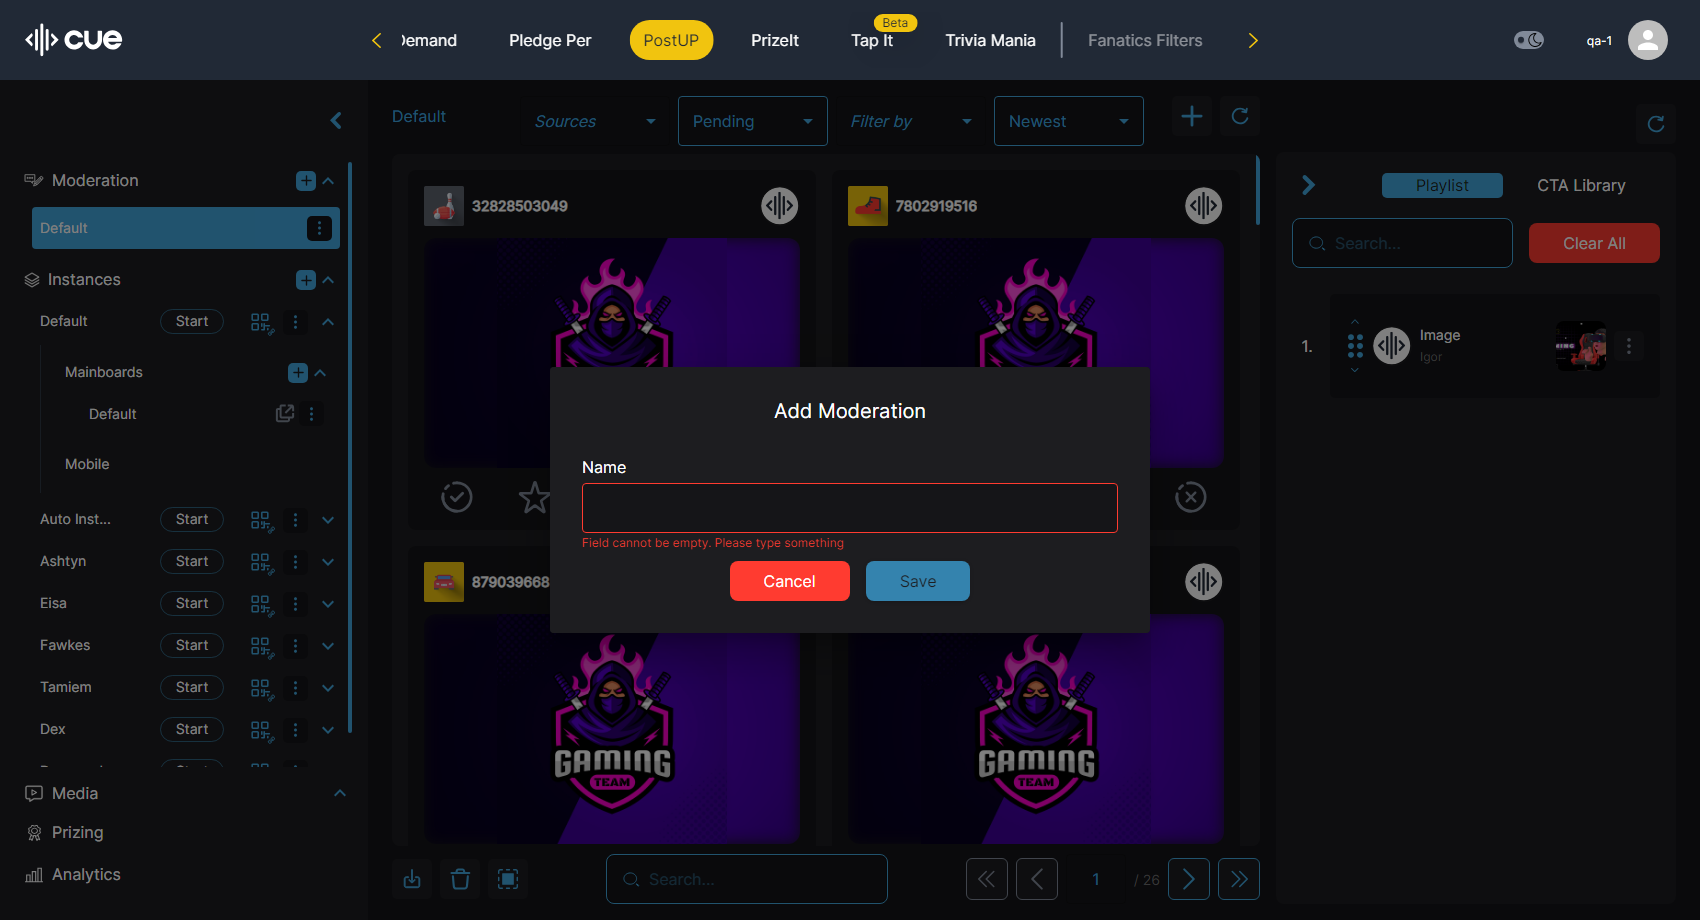 cue
Demand
Pledge Per
PostUP
PrizeIt
Beta
Tap It
Trivia Mania
Fanatics Filters
qa-1
Moderation
Default
Instances
Default
Start
Mainboards
Default
Mobile
Auto Inst...
Start
Ashtyn
Start
Eisa
Start
Fawkes
Start
Tamiem
Start
Dex
Start
Media
Prizing
Analytics
Default
Sources
Pending
Filter by
Newest
32828503049
7802919516
879039668
GAMING
TEAM
GAMING
TEAM
Add Moderation
Name
Field cannot be empty. Please type something
Cancel
Save
Search...
1
/ 26
Playlist
CTA Library
Search...
Clear All
1.
Image
Igor